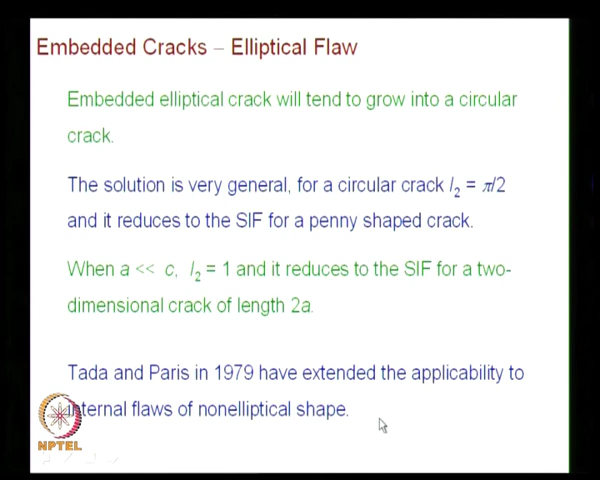 Embedded Cracks – Elliptical Flaw
Embedded elliptical crack will tend to grow into a circular
crack.
The solution is very general, for a circular crack I₂ = π/2
and it reduces to the SIF for a penny shaped crack.
When a << c, I₂ = 1 and it reduces to the SIF for a two-
dimensional crack of length 2a.
Tada and Paris in 1979 have extended the applicability to
internal flaws of nonelliptical shape.
NPTEL